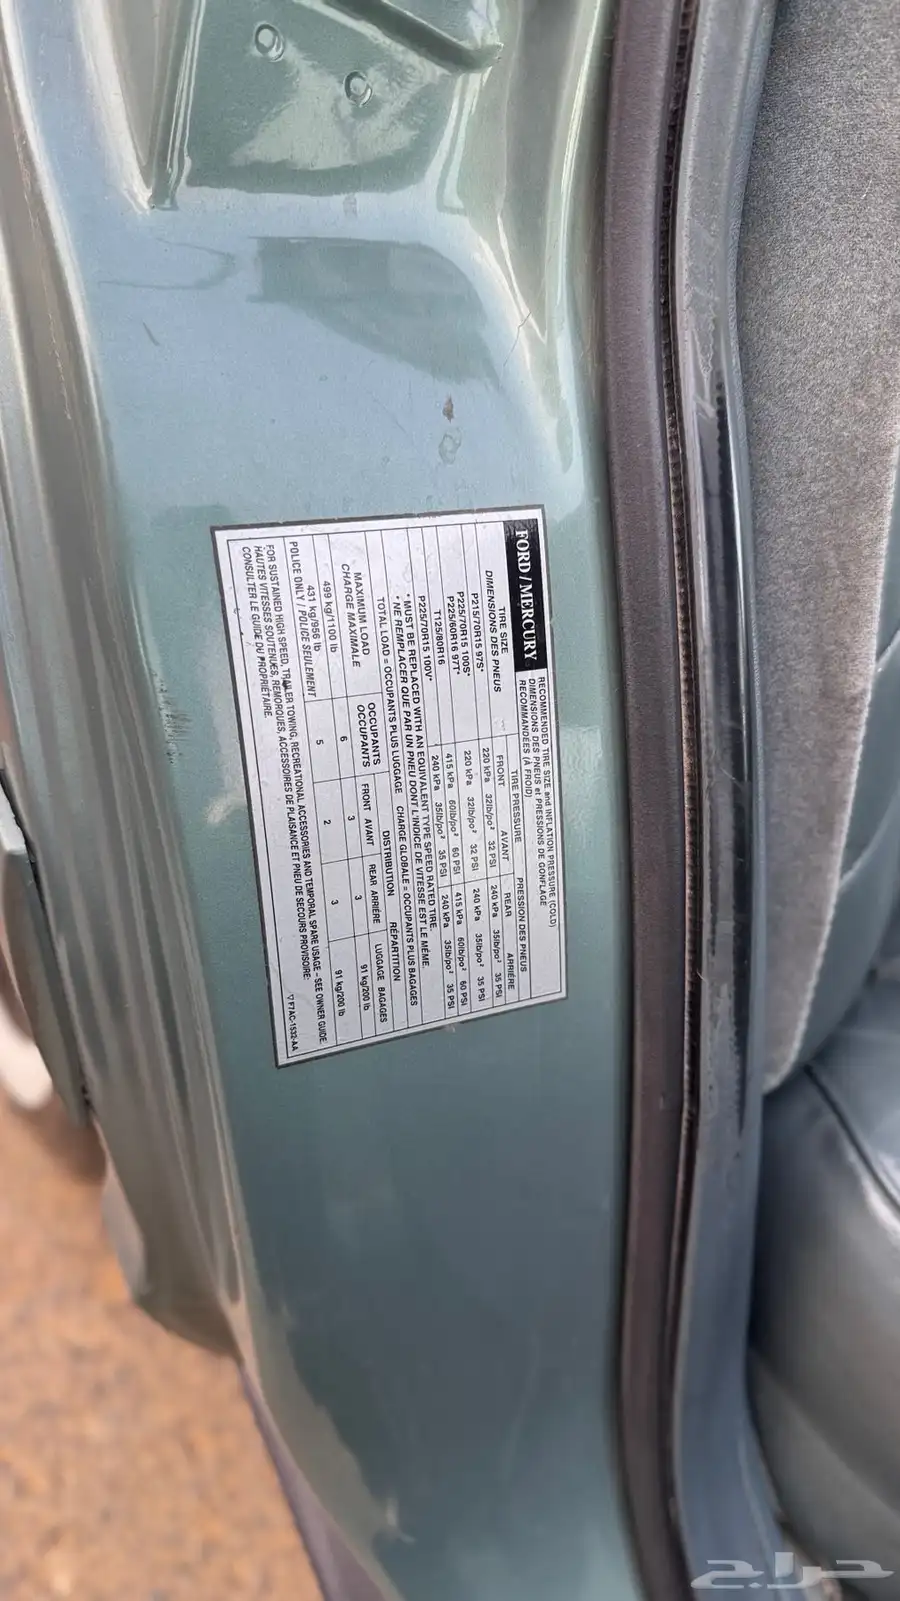 FORD/MERCURY
RECOMMENDED TIRE SIZE and INFLATION PRESSURE (COLD)
DIMENSIONS DES PNEUS et PRESSIONS DE GONFLAGE
RECOMMANDÉES (À FROID)
TIRE SIZE
DIMENSIONS DES PNEUS
TIRE PRESSURE PRESSION DES PNEUS
FRONT AVANT REAR ARRIÈRE
P215/70R15 97S* 220 kPa 32lb/po² 32 PSI 240 kPa 35lb/po² 35 PSI
P225/70R15 100S* 220 kPa 32lb/po² 32 PSI 240 kPa 35lb/po² 35 PSI
P225/60R16 97T*
T125/80R16 415 kPa 60lb/po² 60 PSI 415 kPa 60lb/po² 60 PSI
P225/70R15 100V* 240 kPa 35lb/po² 35 PSI 240 kPa 35lb/po² 35 PSI
* MUST BE REPLACED WITH AN EQUIVALENT TYPE SPEED RATED TIRE.
* NE REMPLACER QUE PAR UN PNEU DONT L'INDICE DE VITESSE EST LE MÊME.
TOTAL LOAD = OCCUPANTS PLUS LUGGAGE CHARGE GLOBALE = OCCUPANTS PLUS BAGAGES
MAXIMUM LOAD
CHARGE MAXIMALE
OCCUPANTS
OCCUPANTS
DISTRIBUTION RÉPARTITION
FRONT AVANT REAR ARRIÈRE LUGGAGE BAGAGES
499 kg/1100 lb 6 3 3 91 kg/200 lb
431 kg/956 lb 5 2 3 91 kg/200 lb
POLICE ONLY / POLICE SEULEMENT
FOR SUSTAINED HIGH SPEED, TRAILER TOWING, RECREATIONAL ACCESSORIES AND TEMPORAL SPARE USAGE – SEE OWNER GUIDE.
HAUTES VITESSES SOUTENUES, REMORQUES, ACCESSOIRES DE PLAISANCE ET PNEU DE SECOURS PROVISOIRE:
CONSULTER LE GUIDE DU PROPRIÉTAIRE.
F7AC-1532-AA
حراج